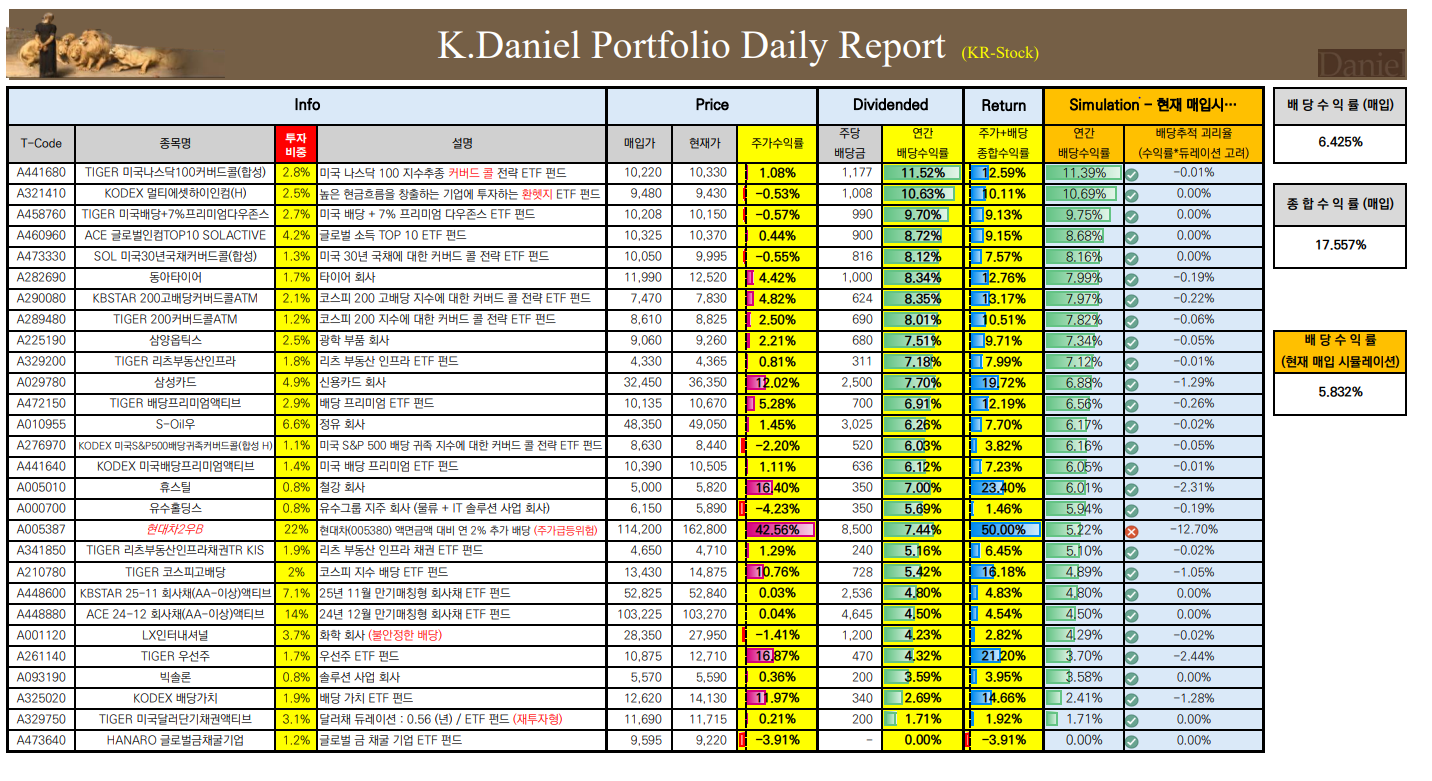 K.Daniel Portfolio Daily Report (KR-Stock)
Daniel
Info Price Dividended Return Simulation - 현재 매입시…
T-Code 종목명 투자 비중 설명 매입가 현재가 주가수익률 주당 배당금 연간 배당수익률 주가+배당 종합수익률 연간 배당수익률 배당추적 괴리율 (수익률*듀레이션 고려)
A441680 TIGER 미국나스닥100커버드콜(합성) 2.8% 미국 나스닥 100 지수추종 커버드 콜 전략 ETF 펀드 10,220 10,330 1.08% 1,177 11.52% 12.59% 11.39% -0.01%
A321410 KODEX 멀티에셋하이인컴(H) 2.5% 높은 현금흐름을 창출하는 기업에 투자하는 환헷지 ETF 펀드 9,480 9,430 -0.53% 1,008 10.63% 10.11% 10.69% 0.00%
A458760 TIGER 미국배당+7%프리미엄다우존스 2.7% 미국 배당 + 7% 프리미엄 다우존스 ETF 펀드 10,208 10,150 -0.57% 990 9.70% 9.13% 9.75% 0.00%
A460960 ACE 글로벌인컴TOP10 SOLACTIVE 4.2% 글로벌 소득 TOP 10 ETF 펀드 10,325 10,370 0.44% 900 8.72% 9.15% 8.68% 0.00%
A473330 SOL 미국30년국채커버드콜(합성) 1.3% 미국 30년 국채에 대한 커버드 콜 전략 ETF 펀드 10,050 9,995 -0.55% 816 8.12% 7.57% 8.16% 0.00%
A282690 동아타이어 1.7% 타이어 회사 11,990 12,520 4.42% 1,000 8.34% 12.76% 7.99% -0.19%
A290080 KBSTAR 200고배당커버드콜ATM 2.1% 코스피 200 고배당 지수에 대한 커버드 콜 전략 ETF 펀드 7,470 7,830 4.82% 624 8.35% 13.17% 7.97% -0.22%
A289480 TIGER 200커버드콜ATM 1.2% 코스피 200 지수에 대한 커버드 콜 전략 ETF 펀드 8,610 8,825 2.50% 690 8.01% 10.51% 7.82% -0.06%
A225190 삼양옵틱스 2.5% 광학 부품 회사 9,060 9,260 2.21% 680 7.51% 9.71% 7.34% -0.05%
A329200 TIGER 리츠부동산인프라 1.8% 리츠 부동산 인프라 ETF 펀드 4,330 4,365 0.81% 311 7.18% 7.99% 7.12% -0.01%
A029780 삼성카드 4.9% 신용카드 회사 32,450 36,350 12.02% 2,500 7.70% 19.72% 6.88% -1.29%
A472150 TIGER 배당프리미엄액티브 2.9% 배당 프리미엄 ETF 펀드 10,135 10,670 5.28% 700 6.91% 12.19% 6.56% -0.26%
A010955 S-Oil우 6.6% 정유 회사 48,350 49,050 1.45% 3,025 6.26% 7.70% 6.17% -0.02%
A276970 KODEX 미국S&P500배당귀족커버드콜(합성 H) 1.1% 미국 S&P 500 배당 귀족 지수에 대한 커버드 콜 전략 ETF 펀드 8,630 8,440 -2.20% 520 6.03% 3.82% 6.16% -0.05%
A441640 KODEX 미국배당프리미엄액티브 1.4% 미국 배당 프리미엄 ETF 펀드 10,390 10,505 1.11% 636 6.12% 7.23% 6.05% -0.01%
A005010 휴스틸 0.8% 철강 회사 5,000 5,820 16.40% 350 7.00% 23.40% 6.01% -2.31%
A000700 유수홀딩스 0.8% 유수그룹 지주 회사 (물류 + IT 솔루션 사업 회사) 6,150 5,890 -4.23% 350 5.69% 1.46% 5.94% -0.19%
A005387 현대차2우B 22% 현대차(005380) 액면금액 대비 연 2% 추가 배당 (주가급등위험) 114,200 162,800 42.56% 8,500 7.44% 50.00% 5.22% -12.70%
A341850 TIGER 리츠부동산인프라채권TR KIS 1.9% 리츠 부동산 인프라 채권 ETF 펀드 4,650 4,710 1.29% 240 5.16% 6.45% 5.10% -0.02%
A210780 TIGER 코스피고배당 2% 코스피 지수 배당 ETF 펀드 13,430 14,875 10.76% 728 5.42% 16.18% 4.89% -1.05%
A448600 KBSTAR 25-11 회사채(AA-이상)액티브 7.1% 25년 11월 만기매칭형 회사채 ETF 펀드 52,825 52,840 0.03% 2,536 4.80% 4.83% 4.80% 0.00%
A448880 ACE 24-12 회사채(AA-이상)액티브 14% 24년 12월 만기매칭형 회사채 ETF 펀드 103,225 103,270 0.04% 4,645 4.50% 4.54% 4.50% 0.00%
A001120 LX인터내셔널 3.7% 화학 회사 (불안정한 배당) 28,350 27,950 -1.41% 1,200 4.23% 2.82% 4.29% -0.02%
A261140 TIGER 우선주 1.7% 우선주 ETF 펀드 10,875 12,710 16.87% 470 4.32% 21.20% 3.70% -2.44%
A093190 빅솔론 0.8% 솔루션 사업 회사 5,570 5,590 0.36% 200 3.59% 3.95% 3.58% 0.00%
A325020 KODEX 배당가치 1.9% 배당 가치 ETF 펀드 12,620 14,130 11.97% 340 2.69% 14.66% 2.41% -1.28%
A329750 TIGER 미국달러단기채권액티브 3.1% 달러채 듀레이션 : 0.56 (년) / ETF 펀드 (재투자형) 11,690 11,715 0.21% 200 1.71% 1.92% 1.71% 0.00%
A473640 HANARO 글로벌금채굴기업 1.2% 글로벌 금 채굴 기업 ETF 펀드 9,595 9,220 -3.91% - 0.00% -3.91% 0.00% 0.00%
배 당 수 익 률 (매입)
6.425%
종 합 수 익 률 (매입)
17.557%
배 당 수 익 률
(현재 매입 시뮬레이션)
5.832%